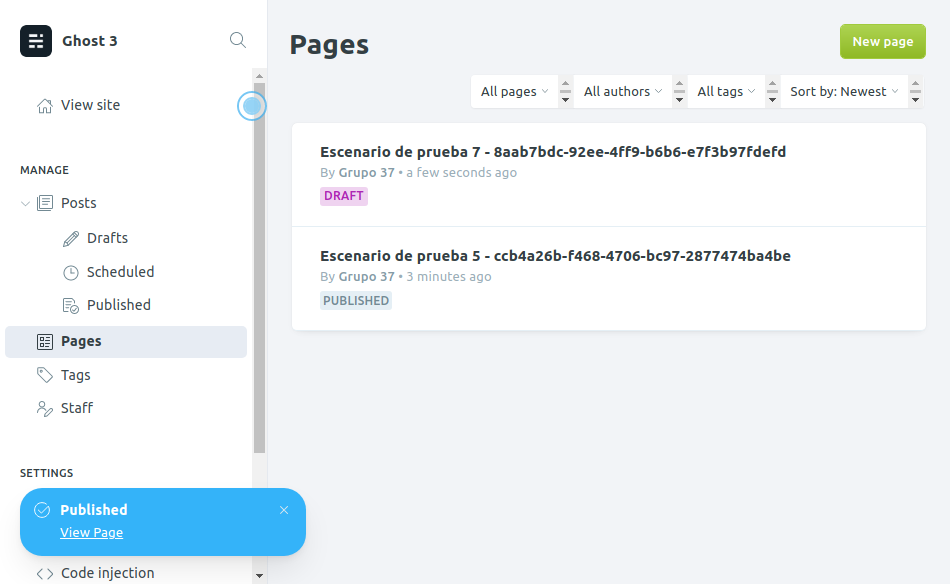 Ghost 3
View site
MANAGE
Posts
Drafts
Scheduled
Published
Pages
Tags
Staff
SETTINGS
Published
View Page
Code injection
Pages
New page
All pages
All authors
All tags
Sort by: Newest
Escenario de prueba 7 - 8aab7bdc-92ee-4ff9-b6b6-e7f3b97fdefd
By Grupo 37 • a few seconds ago
DRAFT
Escenario de prueba 5 - ccb4a26b-f468-4706-bc97-2877474ba4be
By Grupo 37 • 3 minutes ago
PUBLISHED